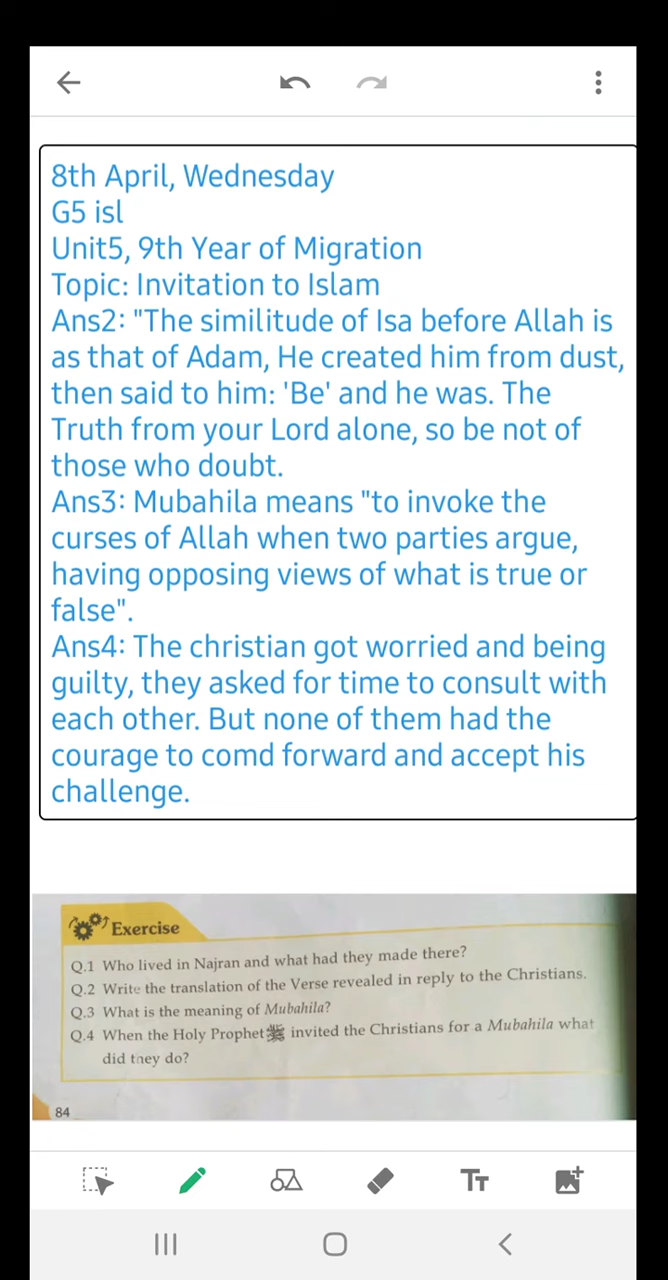 8th April, Wednesday
G5 isl
Unit5, 9th Year of Migration
Topic: Invitation to Islam
Ans2: "The similitude of Isa before Allah is
as that of Adam, He created him from dust,
then said to him: 'Be' and he was. The
Truth from your Lord alone, so be not of
those who doubt.
Ans3: Mubahila means "to invoke the
curses of Allah when two parties argue,
having opposing views of what is true or
false".
Ans4: The christian got worried and being
guilty, they asked for time to consult with
each other. But none of them had the
courage to comd forward and accept his
challenge.
Exercise
Q.1 Who lived in Najran and what had they made there?
Q.2 Write the translation of the Verse revealed in reply to the Christians.
Q.3 What is the meaning of Mubahila?
Q.4 When the Holy Prophet ﷺ invited the Christians for a Mubahila what
did they do?
84
Tт